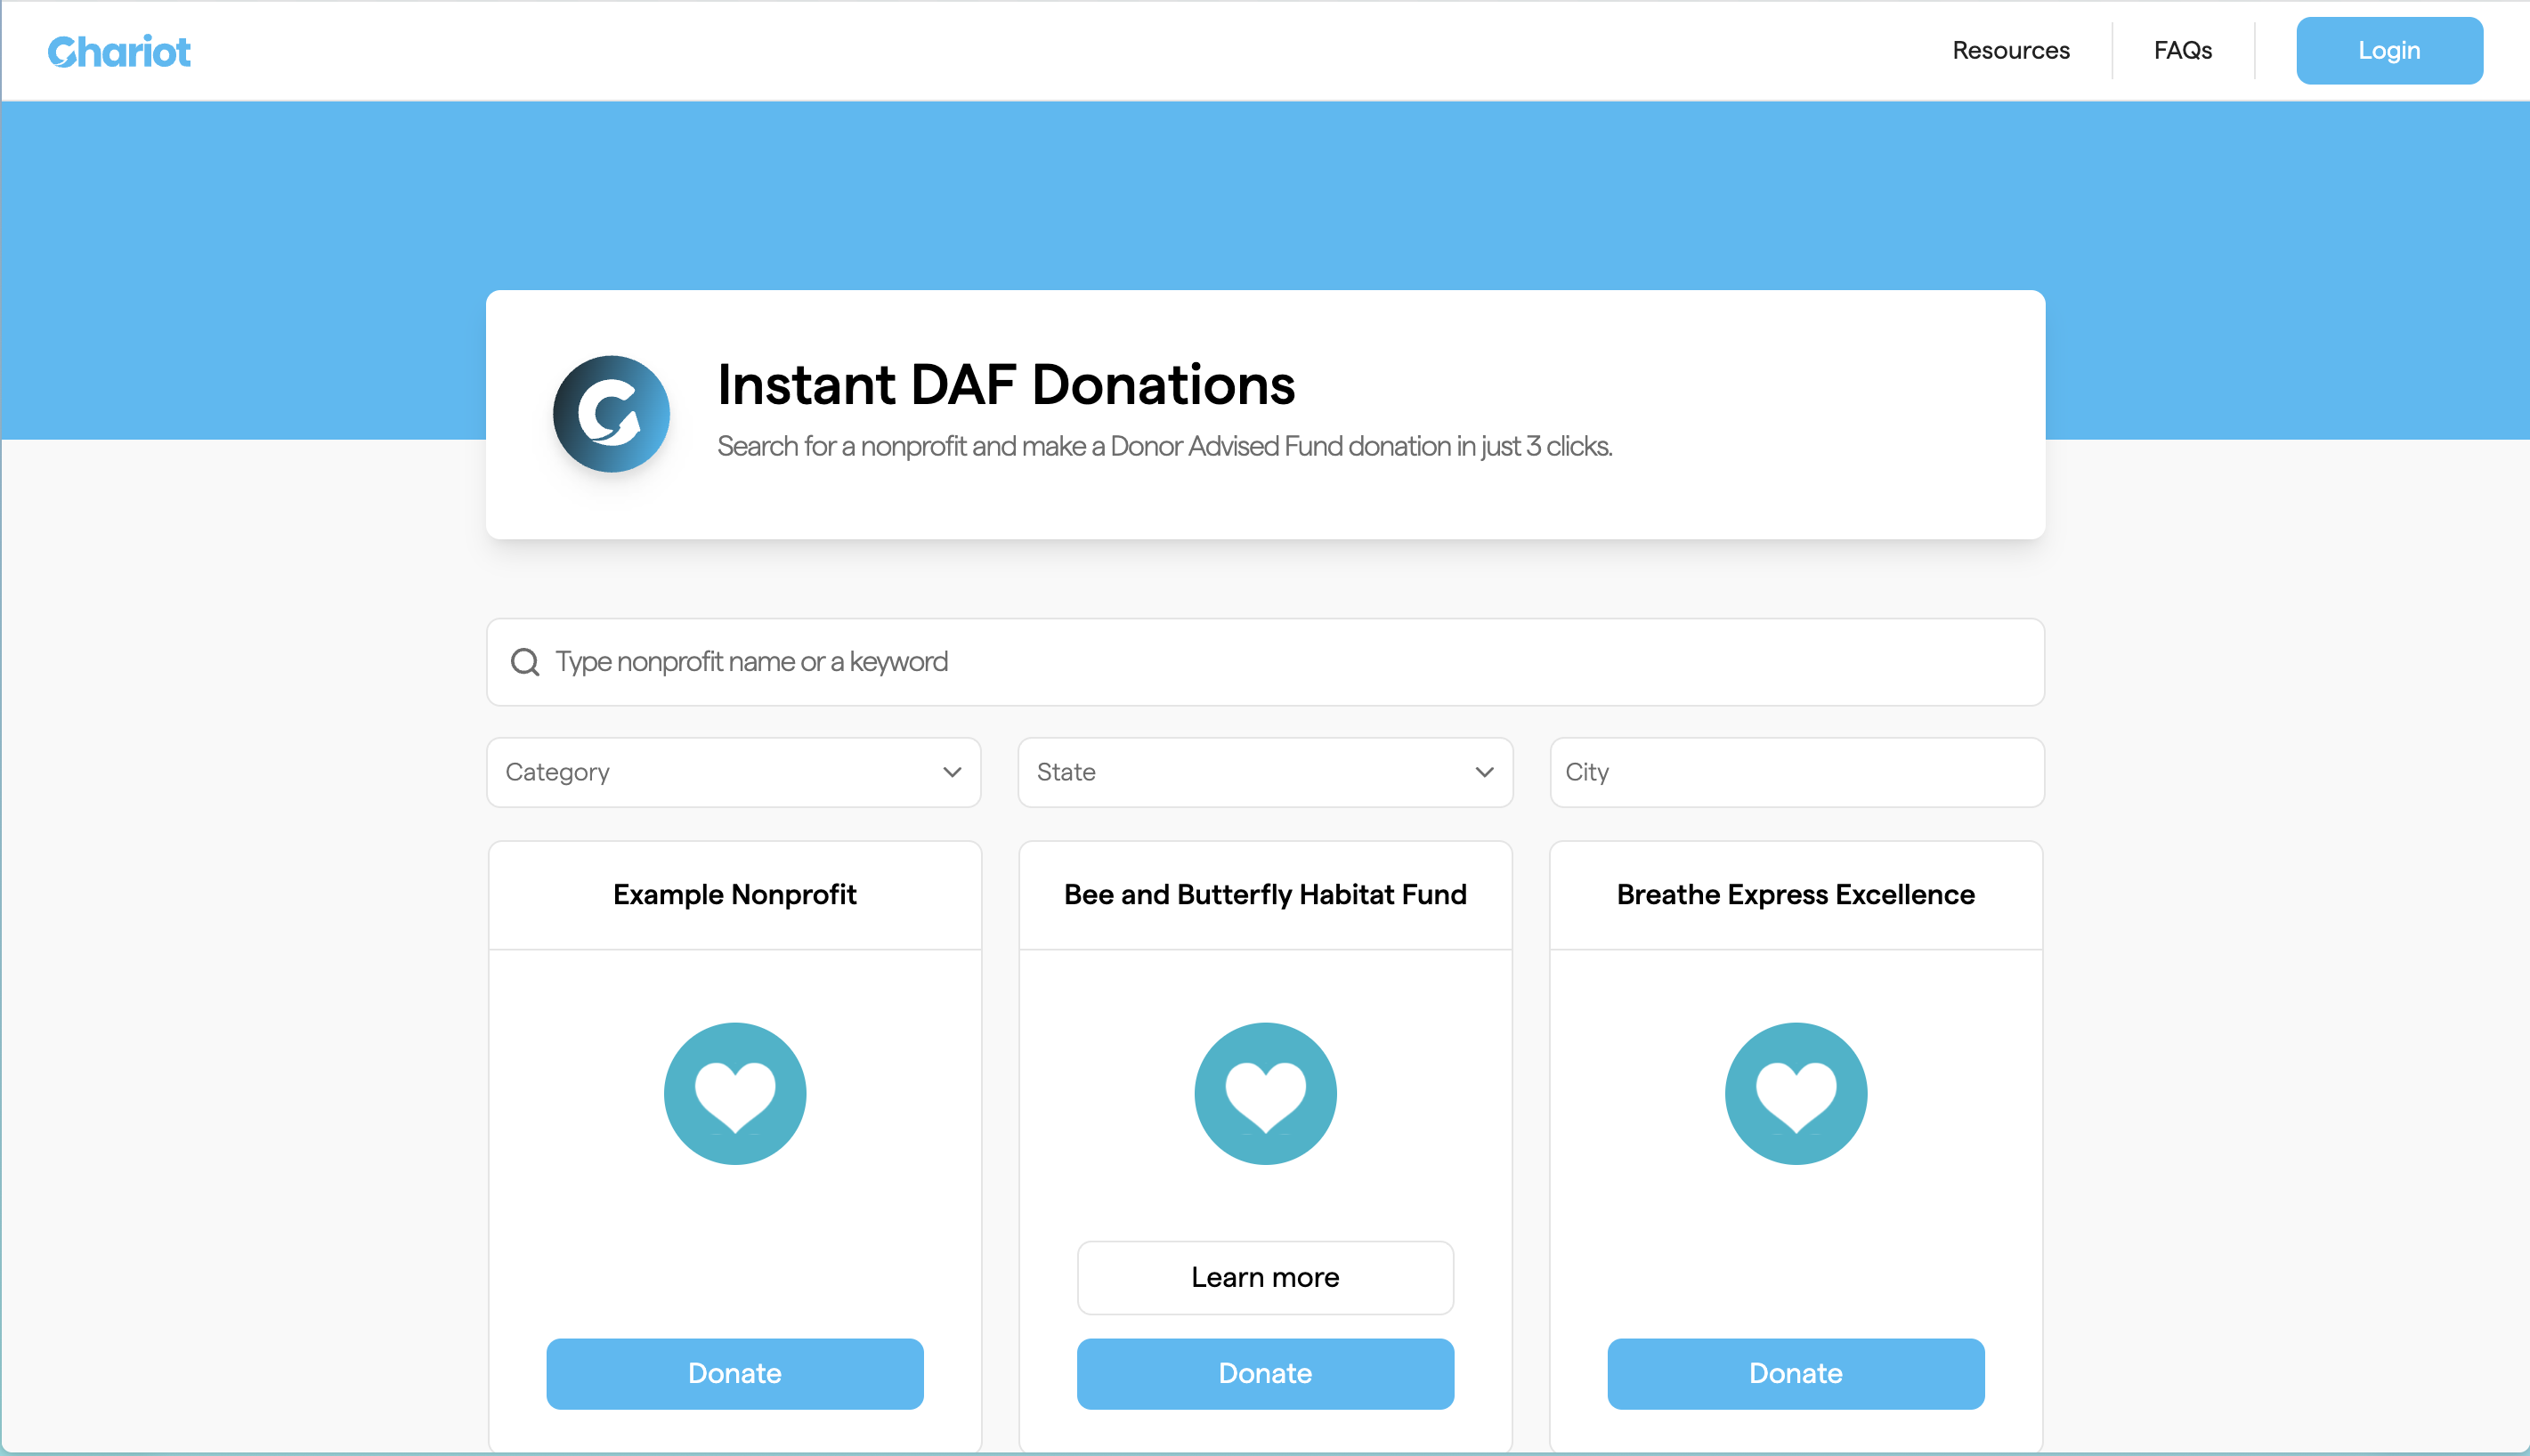 Chariot
Resources
FAQs
Login
Instant DAF Donations
Search for a nonprofit and make a Donor Advised Fund donation in just 3 clicks.
Type nonprofit name or a keyword
Category
State
City
Example Nonprofit
Bee and Butterfly Habitat Fund
Breathe Express Excellence
Learn more
Donate
Donate
Donate